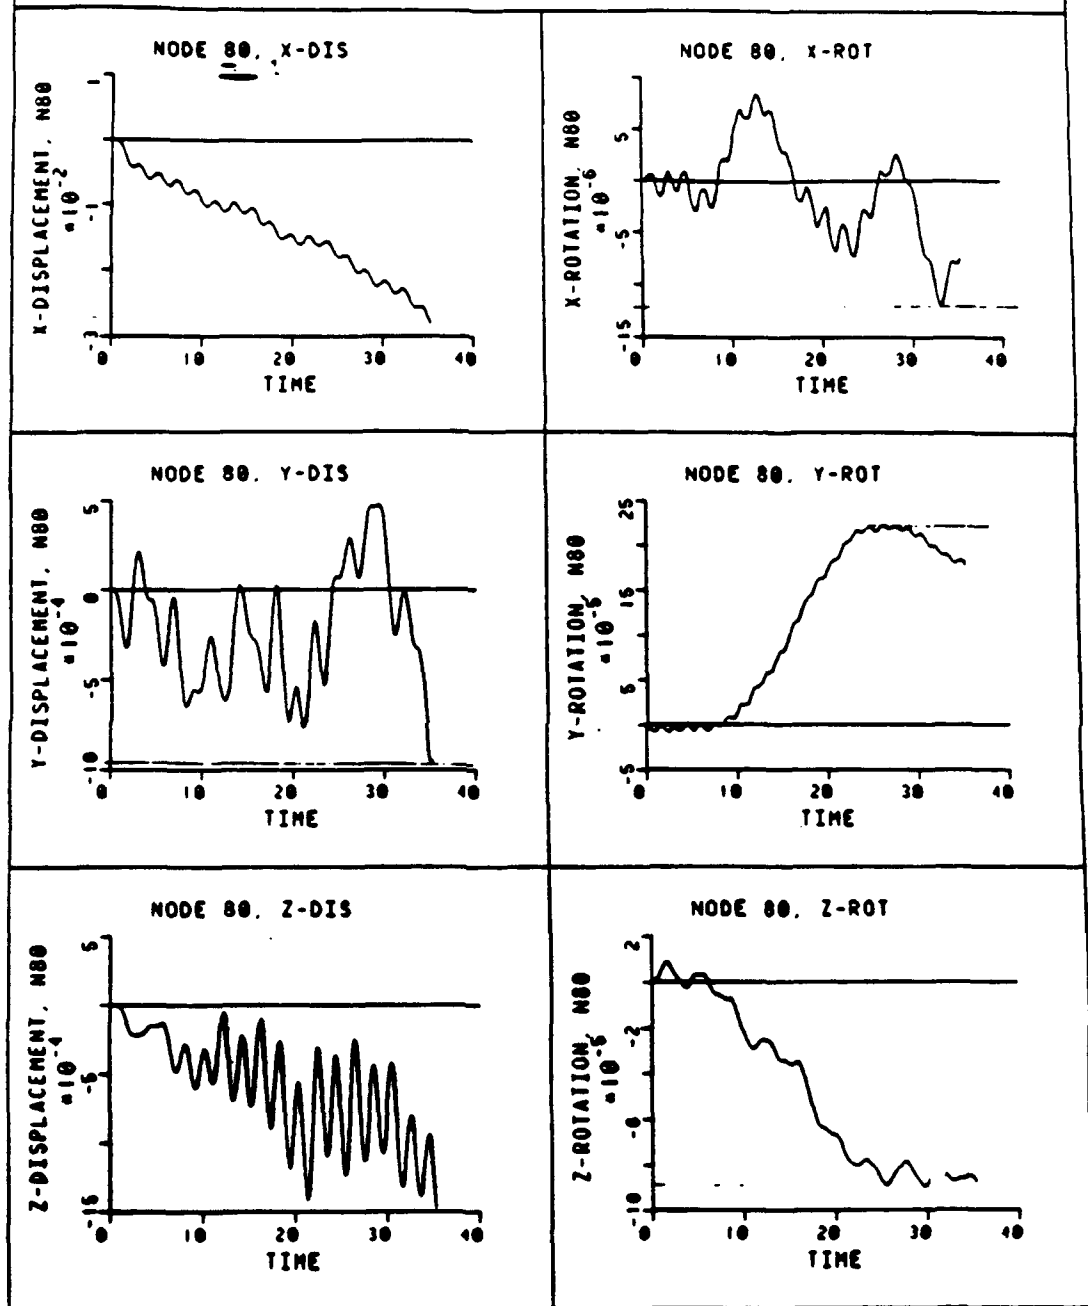 NODE 80, X-DIS
X-DISPLACEMENT, N80
*10^-2
1
-1
-3
0 10 20 30 40
TIME
NODE 80, X-ROT
X-ROTATION, N80
*10^-6
5
-5
-15
0 10 20 30 40
TIME
NODE 80, Y-DIS
Y-DISPLACEMENT, N80
*10^-4
5
0
-5
-10
0 10 20 30 40
TIME
NODE 80, Y-ROT
Y-ROTATION, N80
*10^-5
25
15
5
-5
0 10 20 30 40
TIME
NODE 80, Z-DIS
Z-DISPLACEMENT, N80
*10^-4
5
-5
-15
0 10 20 30 40
TIME
NODE 80, Z-ROT
Z-ROTATION, N80
*10^-5
2
-2
-6
-10
0 10 20 30 40
TIME